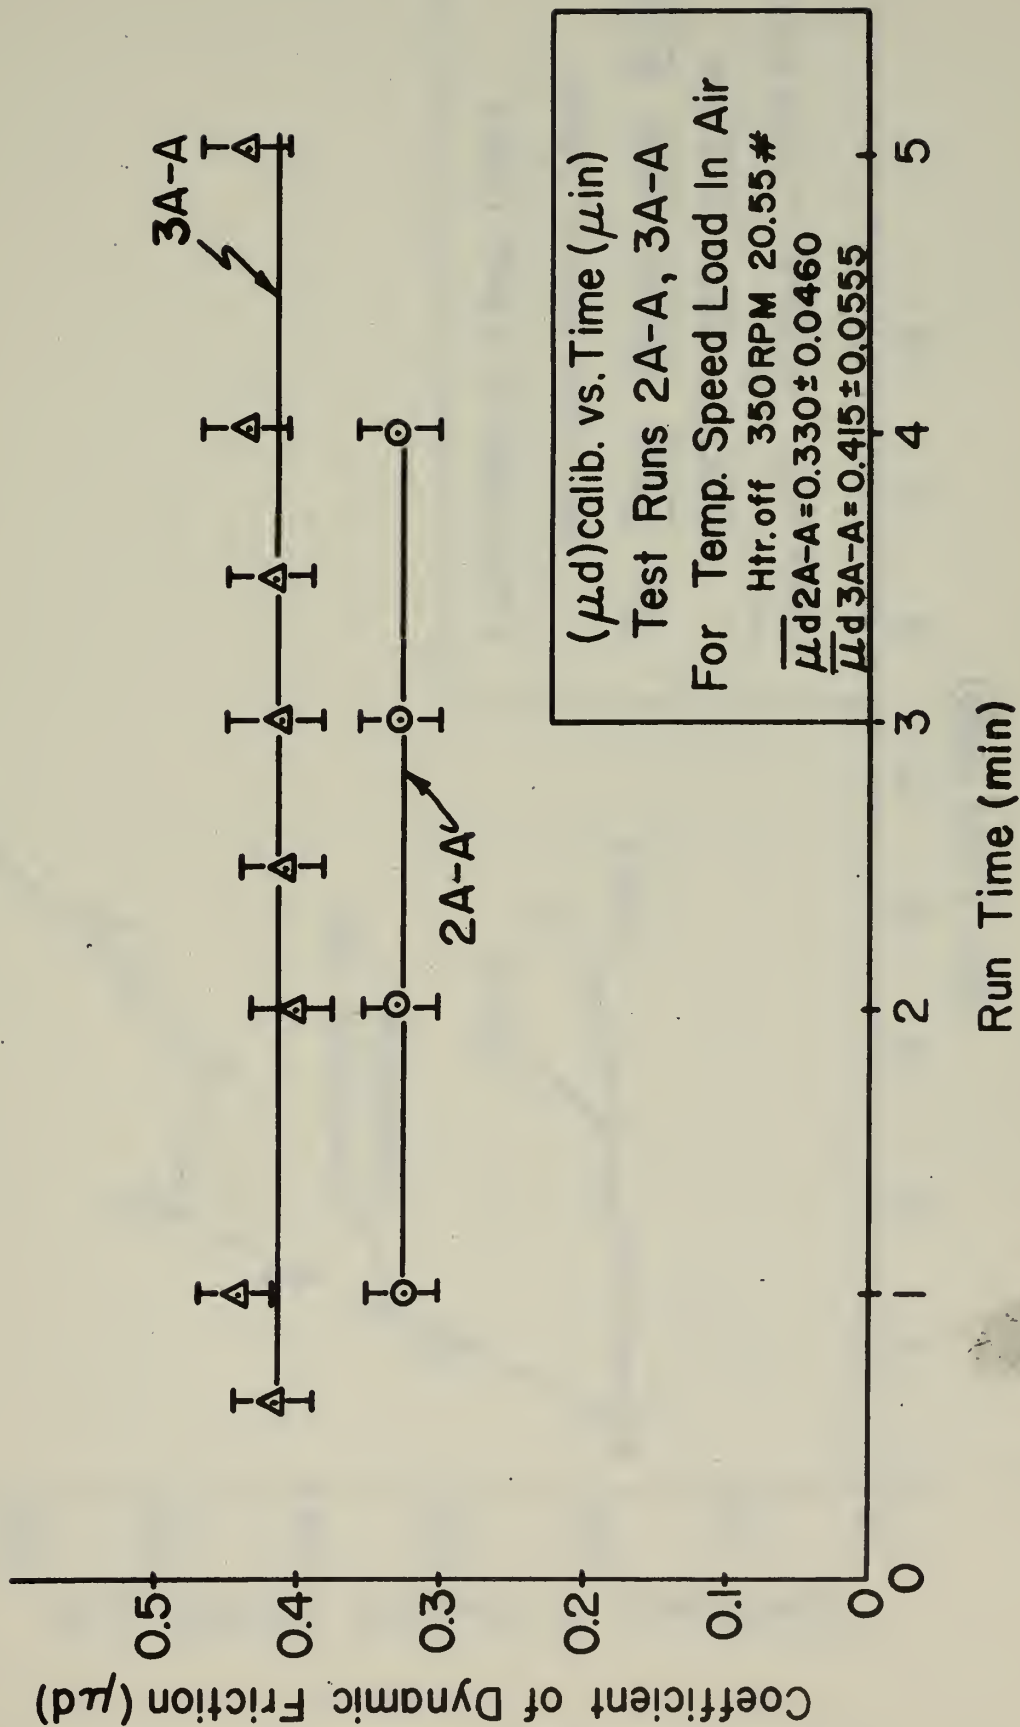 Coefficient of Dynamic Friction (μd)
0.5
0.4
0.3
0.2
0.1
0
3A-A
2A-A
(μd)calib. vs. Time (μin)
Test Runs 2A-A, 3A-A
For Temp. Speed Load In Air
Htr. off 350 RPM 20.55#
μd 2A-A=0.330±0.0460
μd 3A-A=0.415±0.0555
0
1
2
3
4
5
Run Time (min)